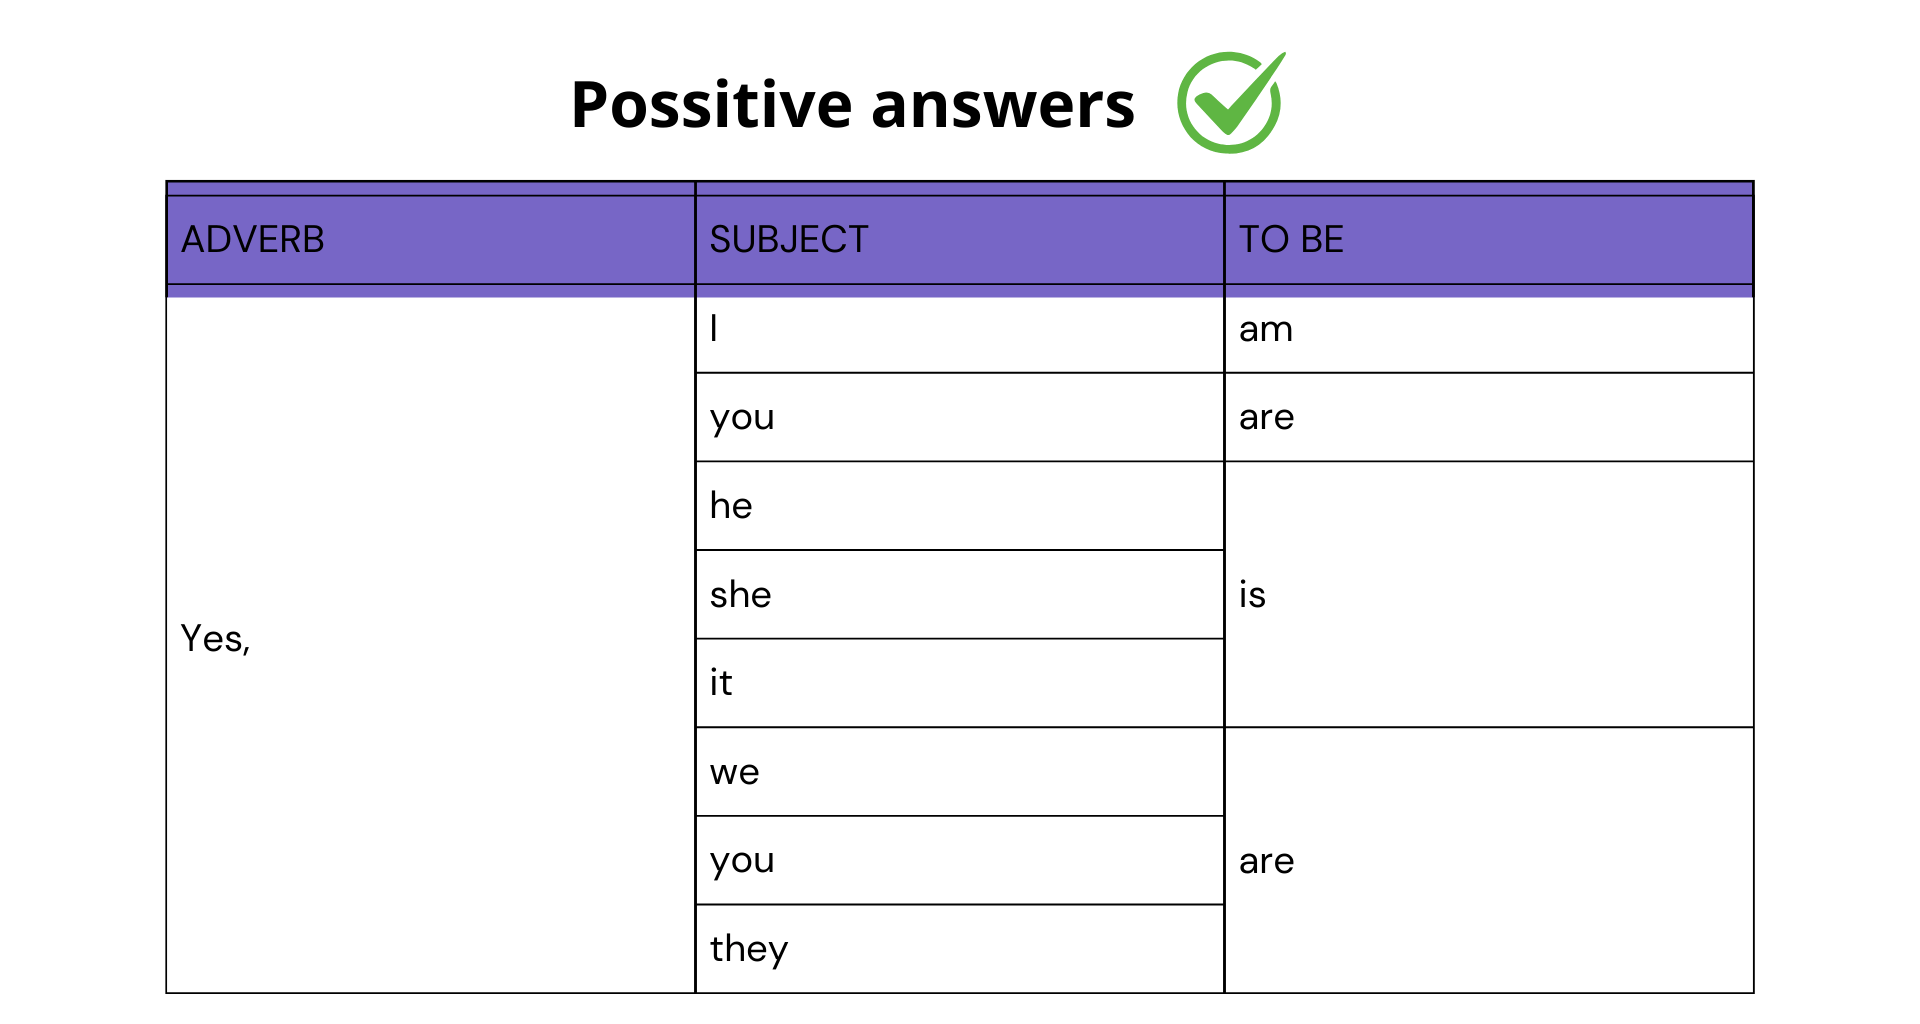 Possitive answers
ADVERB SUBJECT TO BE
Yes,
I am
you are
he
she
it
is
we
you
they
are